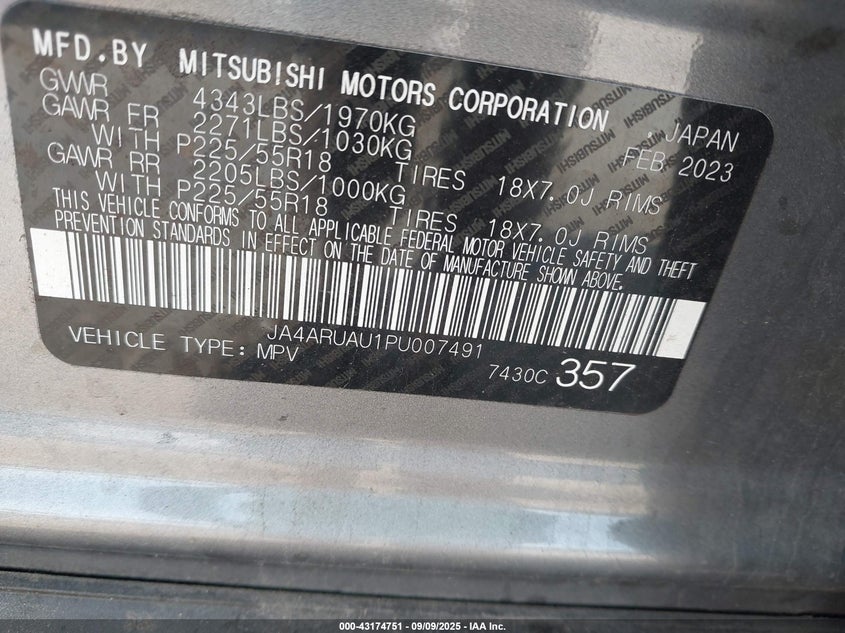 MFD.BY MITSUBISHI MOTORS CORPORATION JAPAN
GVWR 4343LBS/1970KG FEB 2023
GAWR FR 2271LBS/1030KG
WITH P225/55R18 TIRES 18X7.0J RIMS
GAWR RR 2205LBS/1000KG
WITH P225/55R18 TIRES 18X7.0J RIMS
THIS VEHICLE CONFORMS TO ALL APPLICABLE FEDERAL MOTOR VEHICLE SAFETY AND THEFT
PREVENTION STANDARDS IN EFFECT ON THE DATE OF MANUFACTURE SHOWN ABOVE.
JA4ARUAU1PU007491
VEHICLE TYPE: MPV
7430C 357
000-43174751 | 09/09/2025 - IAA Inc.